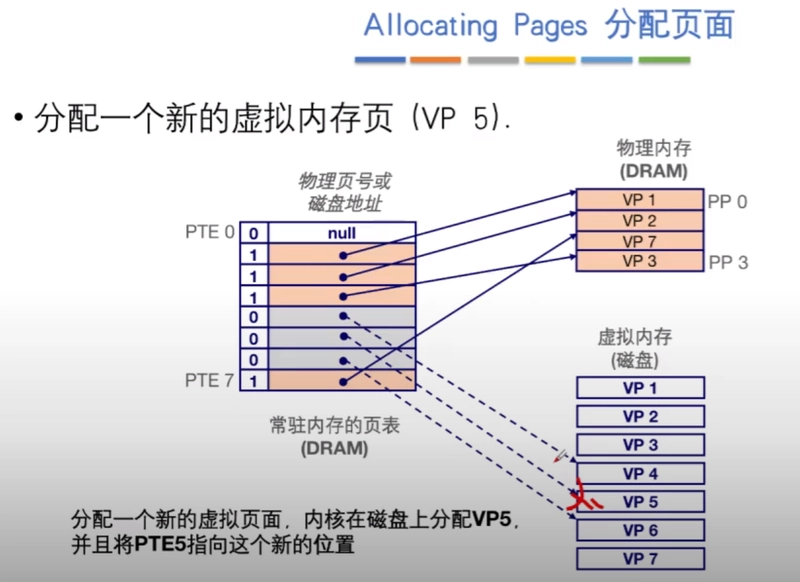 Allocating Pages 分配页面
• 分配一个新的虚拟内存页 (VP 5).
物理页号或
磁盘地址
物理内存
(DRAM)
PTE 0
0
null
1
1
1
0
0
0
PTE 7
1
VP 1
PP 0
VP 2
VP 7
VP 3
PP 3
常驻内存的页表
(DRAM)
虚拟内存
(磁盘)
VP 1
VP 2
VP 3
VP 4
VP 5
VP 6
VP 7
分配一个新的虚拟页面，内核在磁盘上分配VP5，
并且将PTE5指向这个新的位置